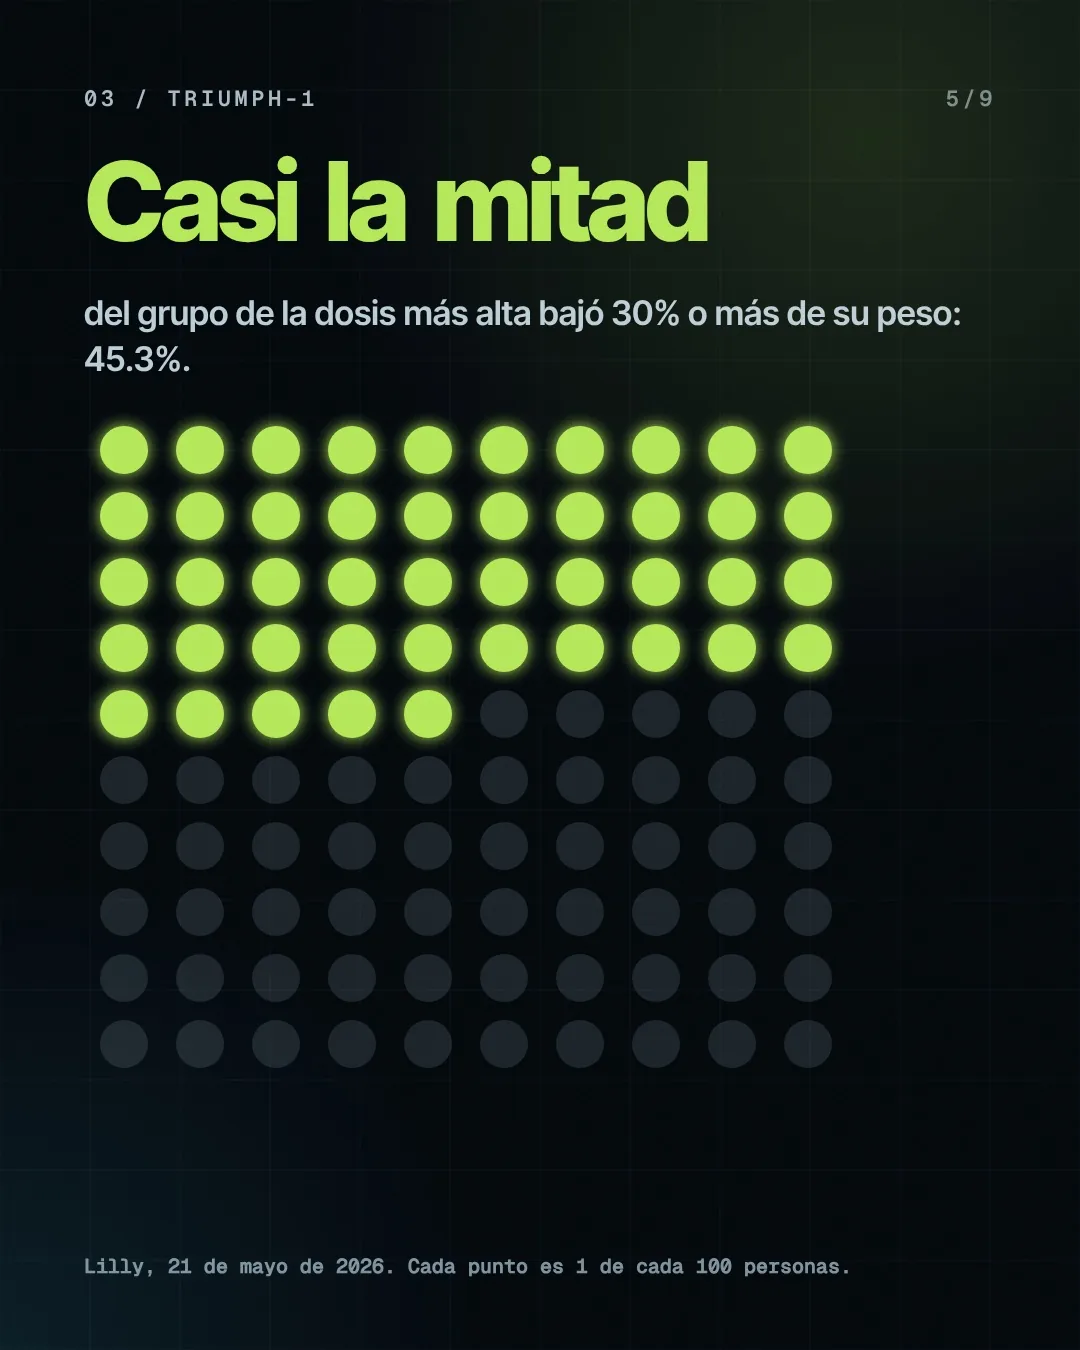 03 / TRIUMPH-1
5/9
Casi la mitad
del grupo de la dosis más alta bajó 30% o más de su peso:
45.3%.
Lilly, 21 de mayo de 2026. Cada punto es 1 de cada 100 personas.